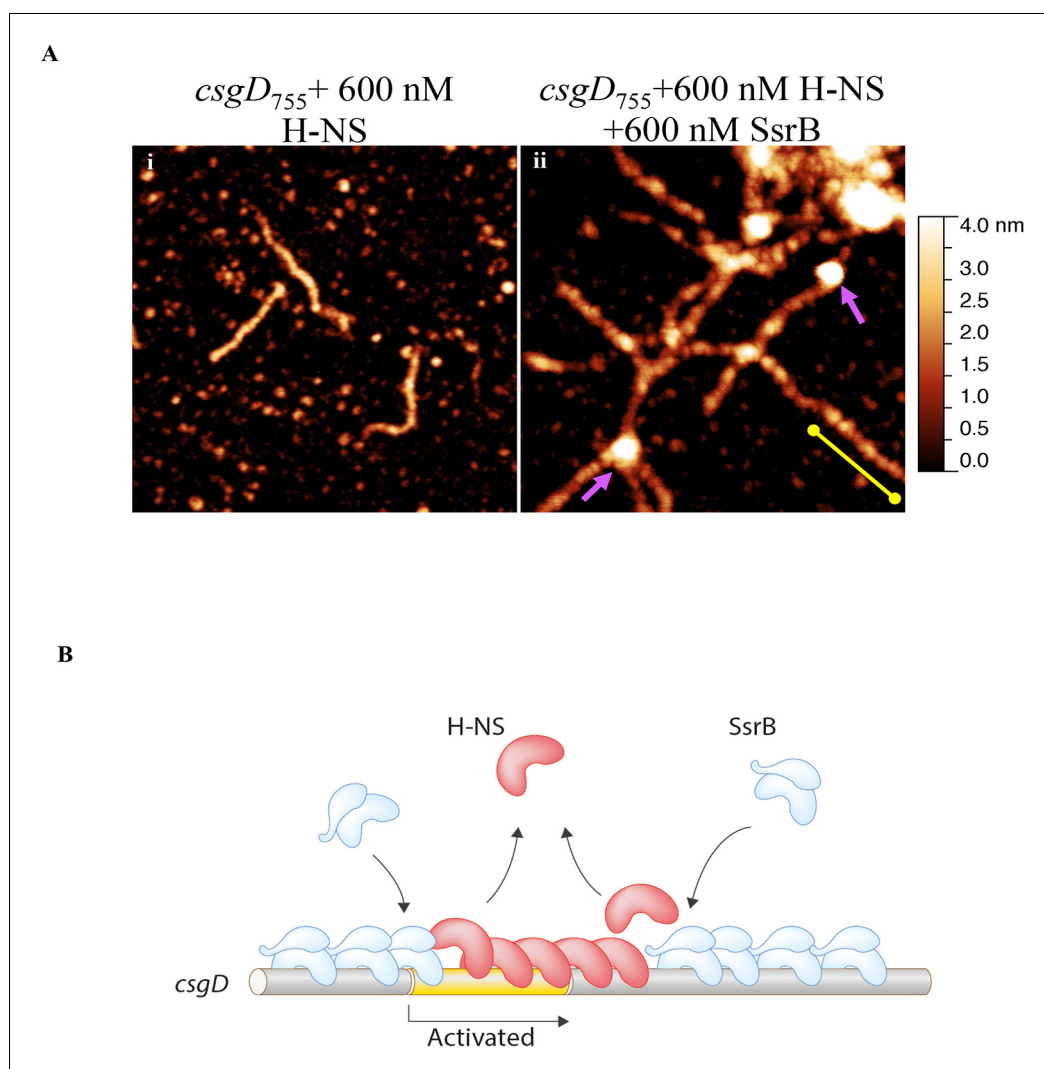 A
csgD755+ 600 nM
H-NS
csgD755+600 nM H-NS
+600 nM SsrB
i
ii
4.0 nm
3.0
2.5
2.0
1.5
1.0
0.5
0.0
B
H-NS
SsrB
csgD
Activated